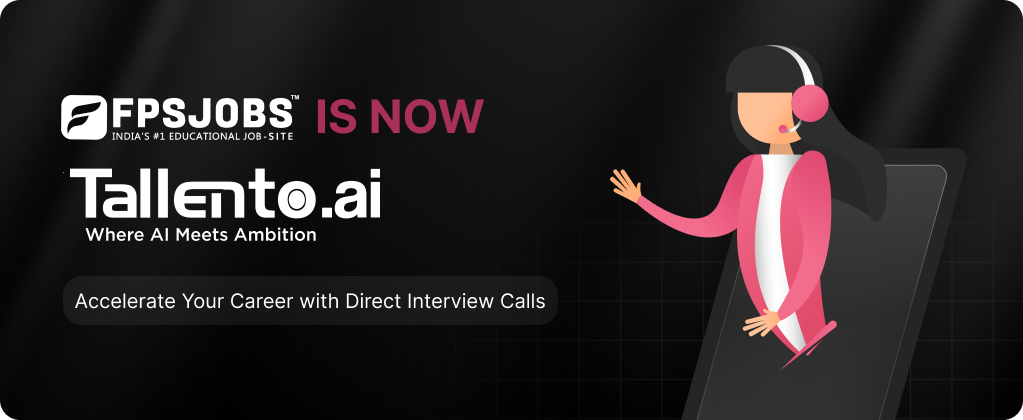 FPSJOBS™ IS NOW
INDIA'S #1 EDUCATIONAL JOB-SITE
Tallento.ai
Where AI Meets Ambition
Accelerate Your Career with Direct Interview Calls